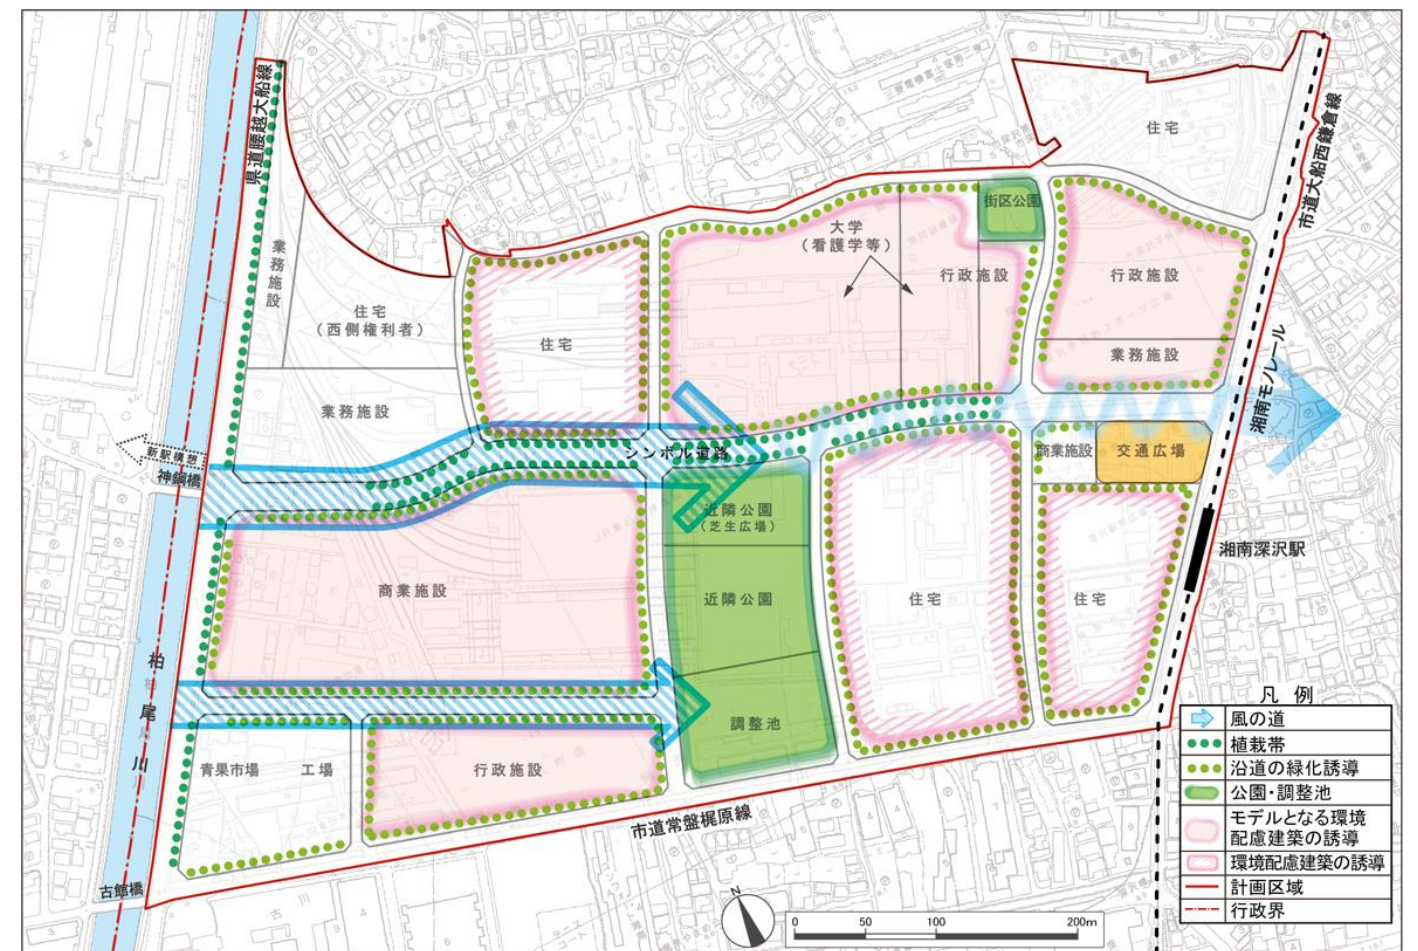 県道腰越大船線
住宅
市道大船西鎌倉線
街区公園
大学
（看護学等）
業務施設
行政施設
行政施設
住宅
（西側権利者）
住宅
業務施設
湘南モノレール
業務施設
新駅構想
神鋼橋
シンボル道路
商業施設
交通広場
近隣公園
（芝生広場）
湘南深沢駅
商業施設
近隣公園
住宅
住宅
柏尾川
調整池
青果市場
工場
行政施設
市道常盤梶原線
古館橋
凡例
風の道
植栽帯
沿道の緑化誘導
公園・調整池
モデルとなる環境
配慮建築の誘導
環境配慮建築の誘導
計画区域
行政界
N
0 50 100 200m